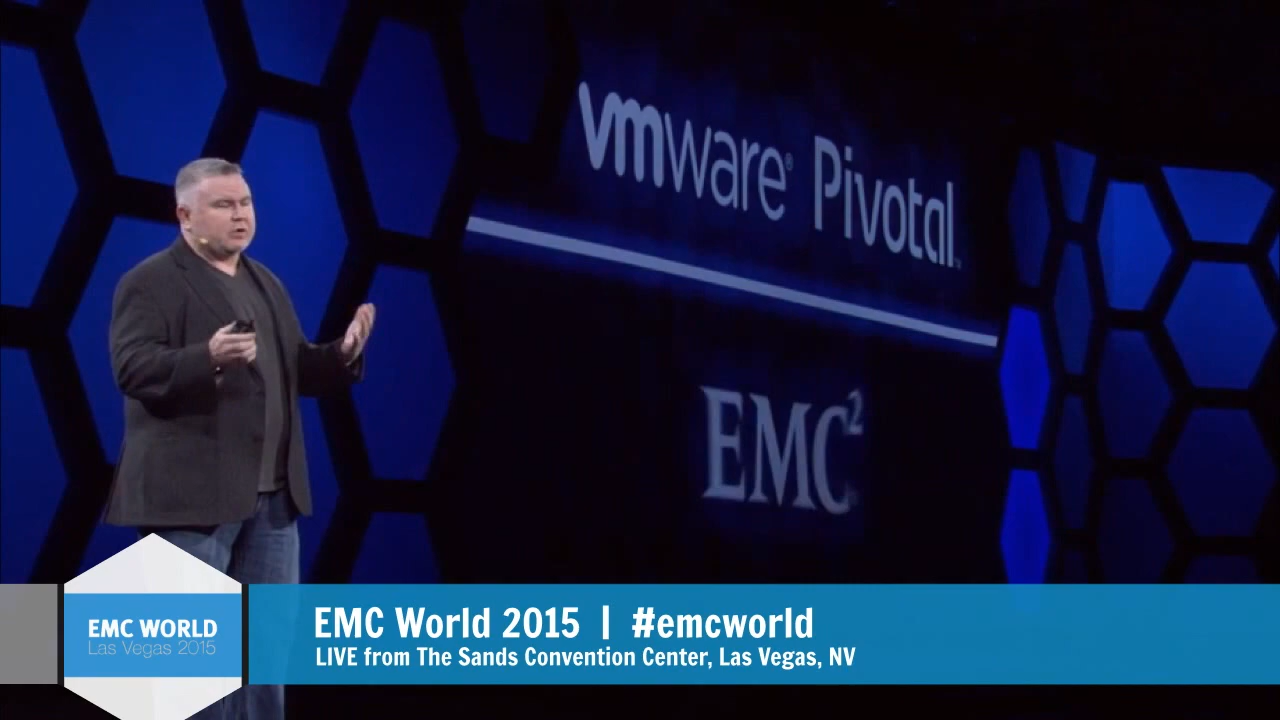 vmware® Pivotal™
EMC²
EMC WORLD
Las Vegas 2015
EMC World 2015 | #emcworld
LIVE from The Sands Convention Center, Las Vegas, NV